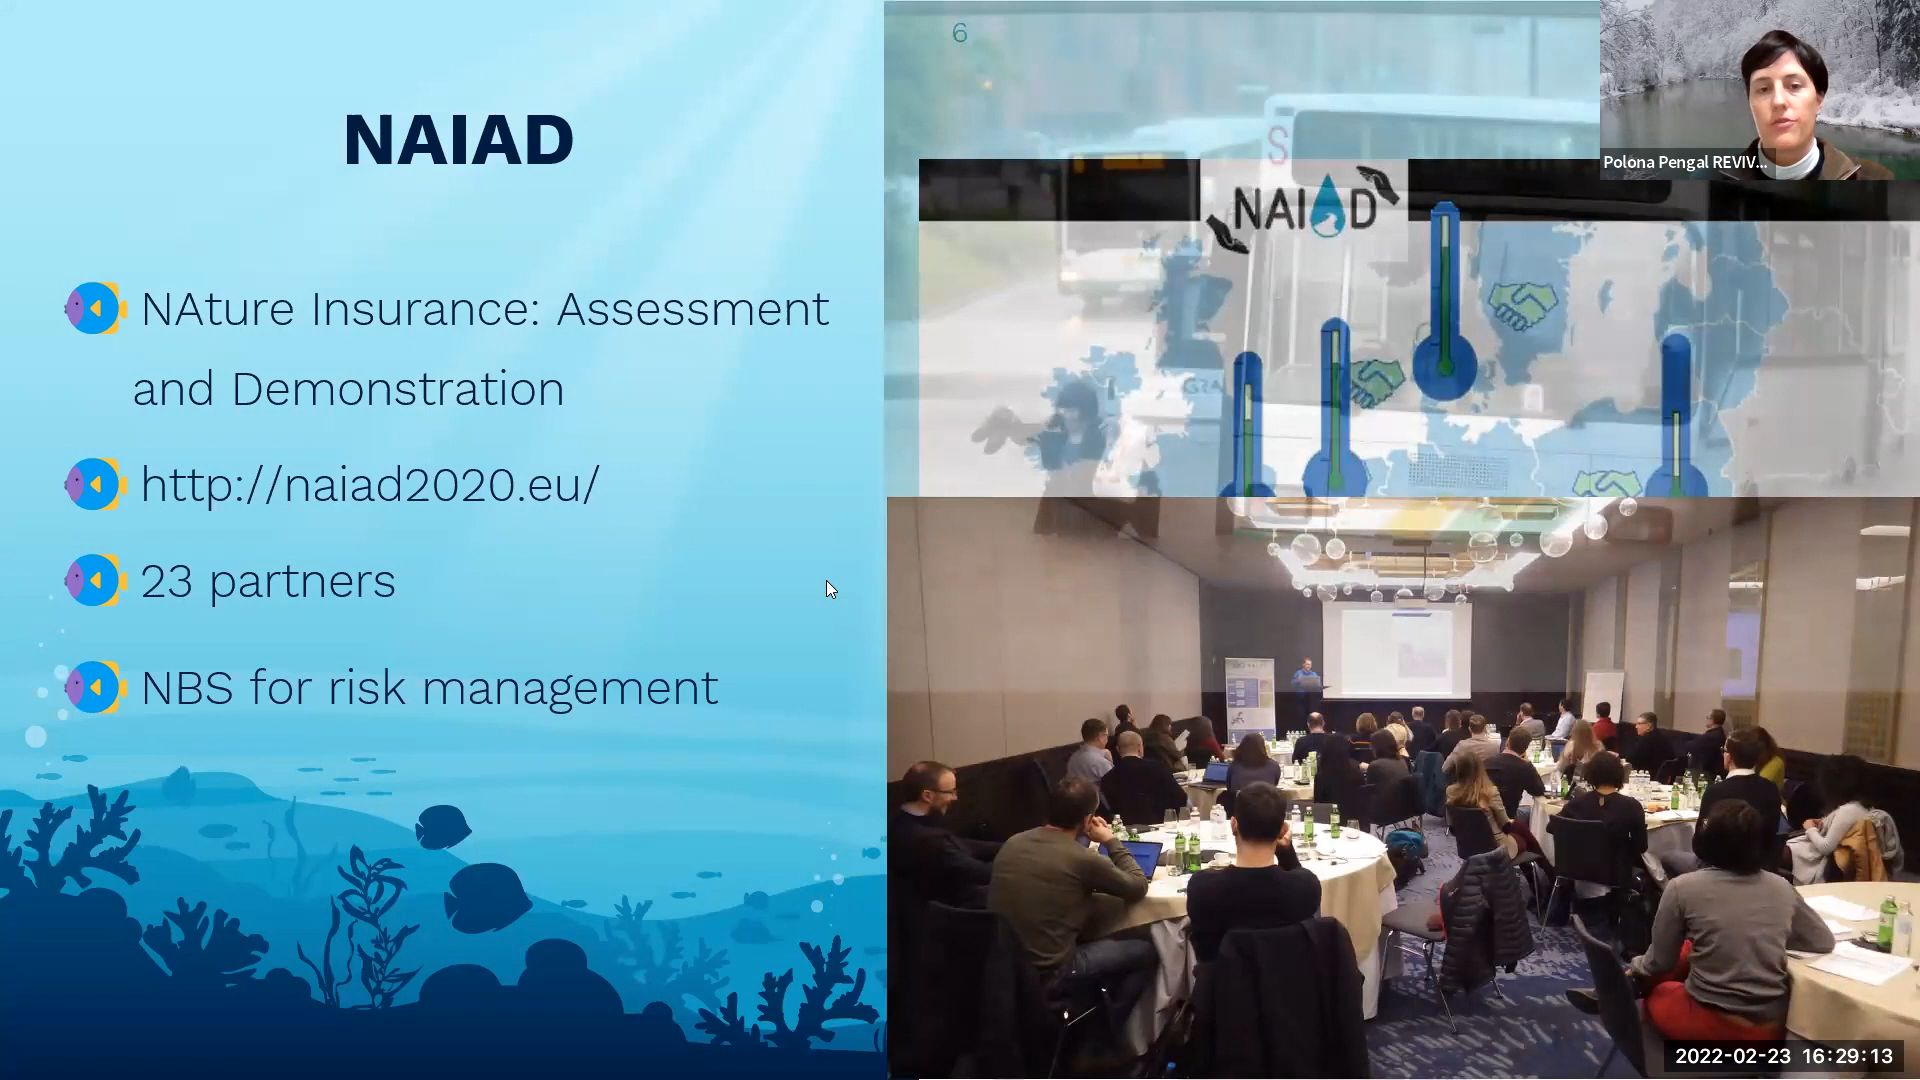 NAIAD
NAture Insurance: Assessment
and Demonstration
http://naiad2020.eu/
23 partners
NBS for risk management
6
S
NAIAD
Polona Pengal REVIV...
2022-02-23 16:29:13